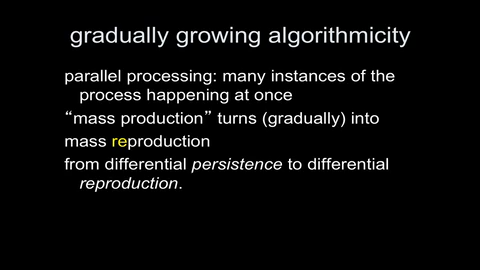 gradually growing algorithmicity
parallel processing: many instances of the
process happening at once
“mass production” turns (gradually) into
mass reproduction
from differential persistence to differential
reproduction.